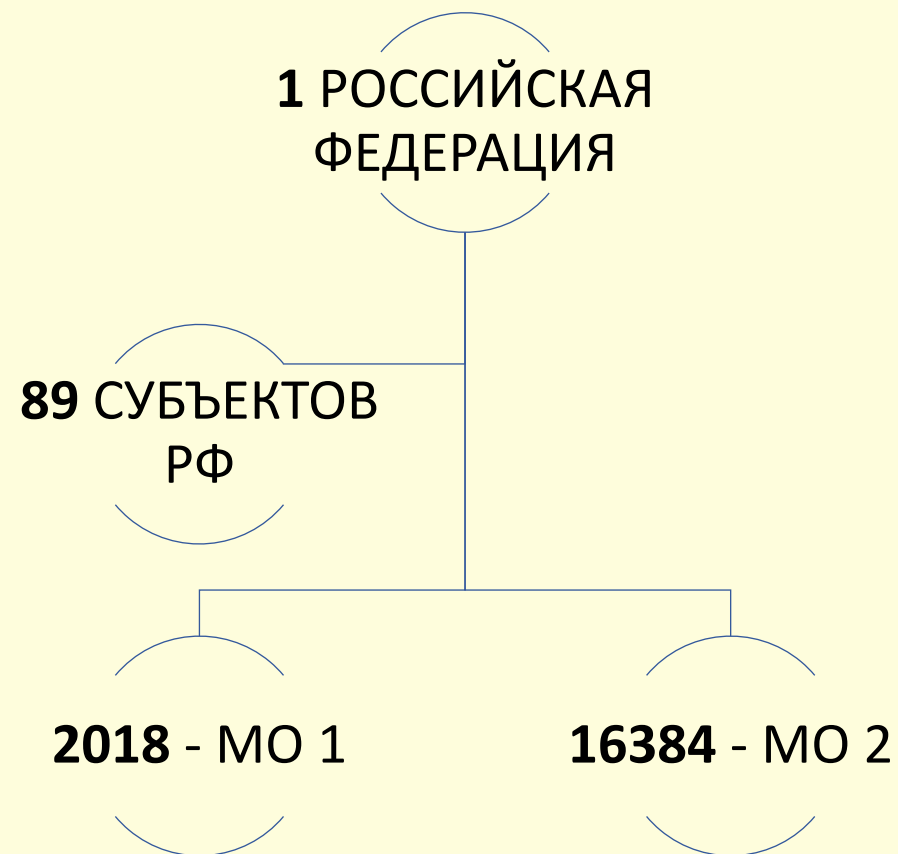 1 РОССИЙСКАЯ
ФЕДЕРАЦИЯ
89 СУБЪЕКТОВ
РФ
2018 - МО 1
16384 - МО 2